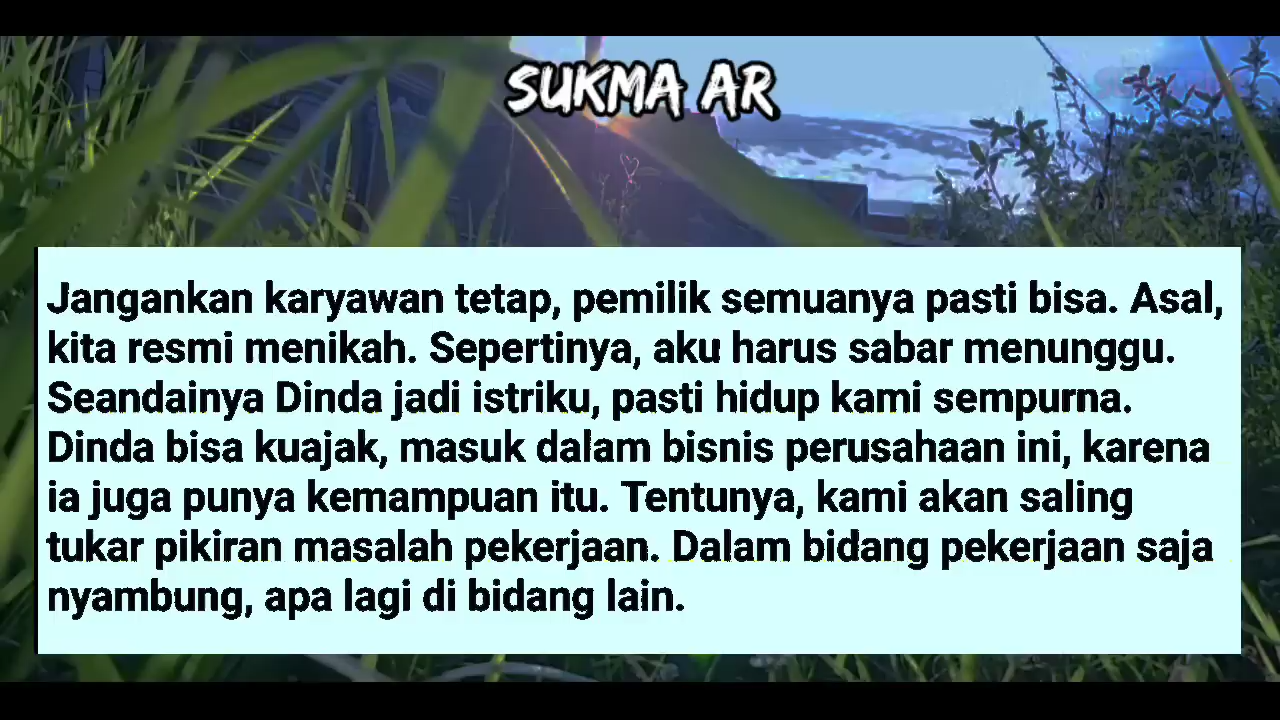 SUKMA AR
Jangankan karyawan tetap, pemilik semuanya pasti bisa. Asal,
kita resmi menikah. Sepertinya, aku harus sabar menunggu.
Seandainya Dinda jadi istriku, pasti hidup kami sempurna.
Dinda bisa kuajak, masuk dalam bisnis perusahaan ini, karena
ia juga punya kemampuan itu. Tentunya, kami akan saling
tukar pikiran masalah pekerjaan. Dalam bidang pekerjaan saja
nyambung, apa lagi di bidang lain.